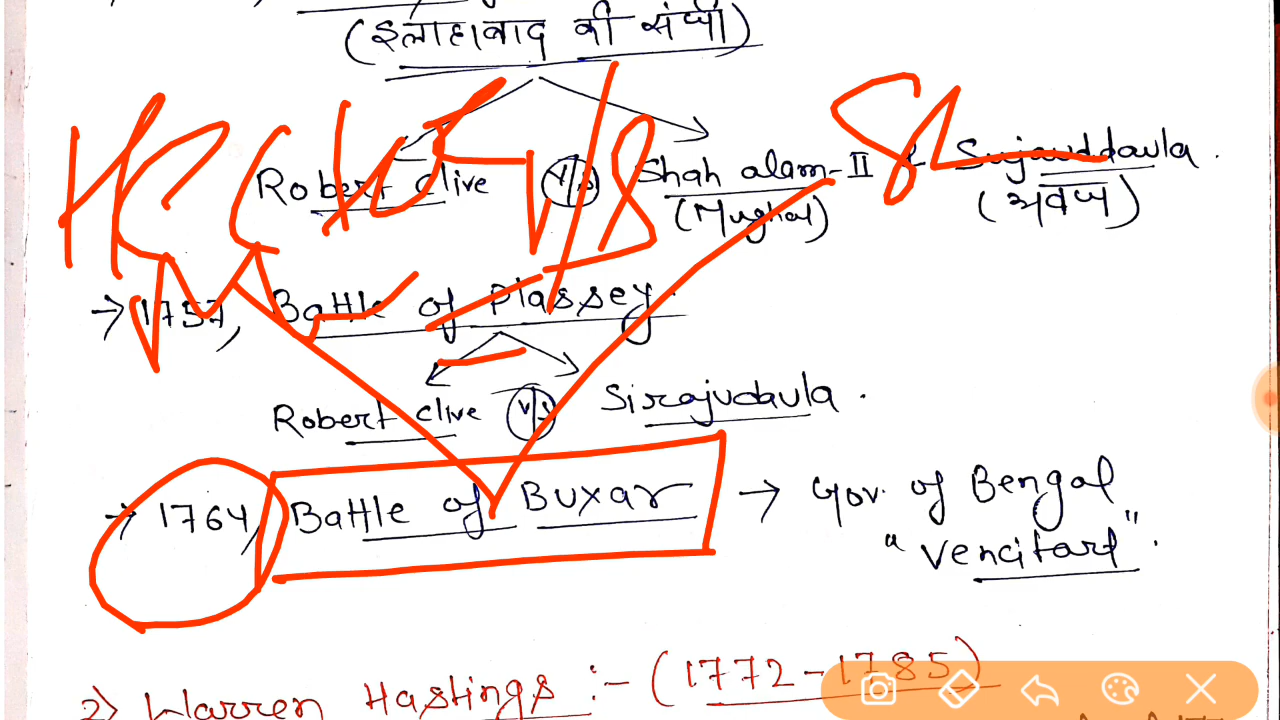 (इलाहाबाद की संधी)
Robert Clive V/s Shah alam-II & Sujauddaula.
(Mughal) (अवध)
→ 1757, Battle of Plassey.
Robert Clive V/s Sirajudaula.
→ 1764, Battle of Buxar → Gov. of Bengal
"Vencitart".
2) Warren Hastings :- (1772-1785)